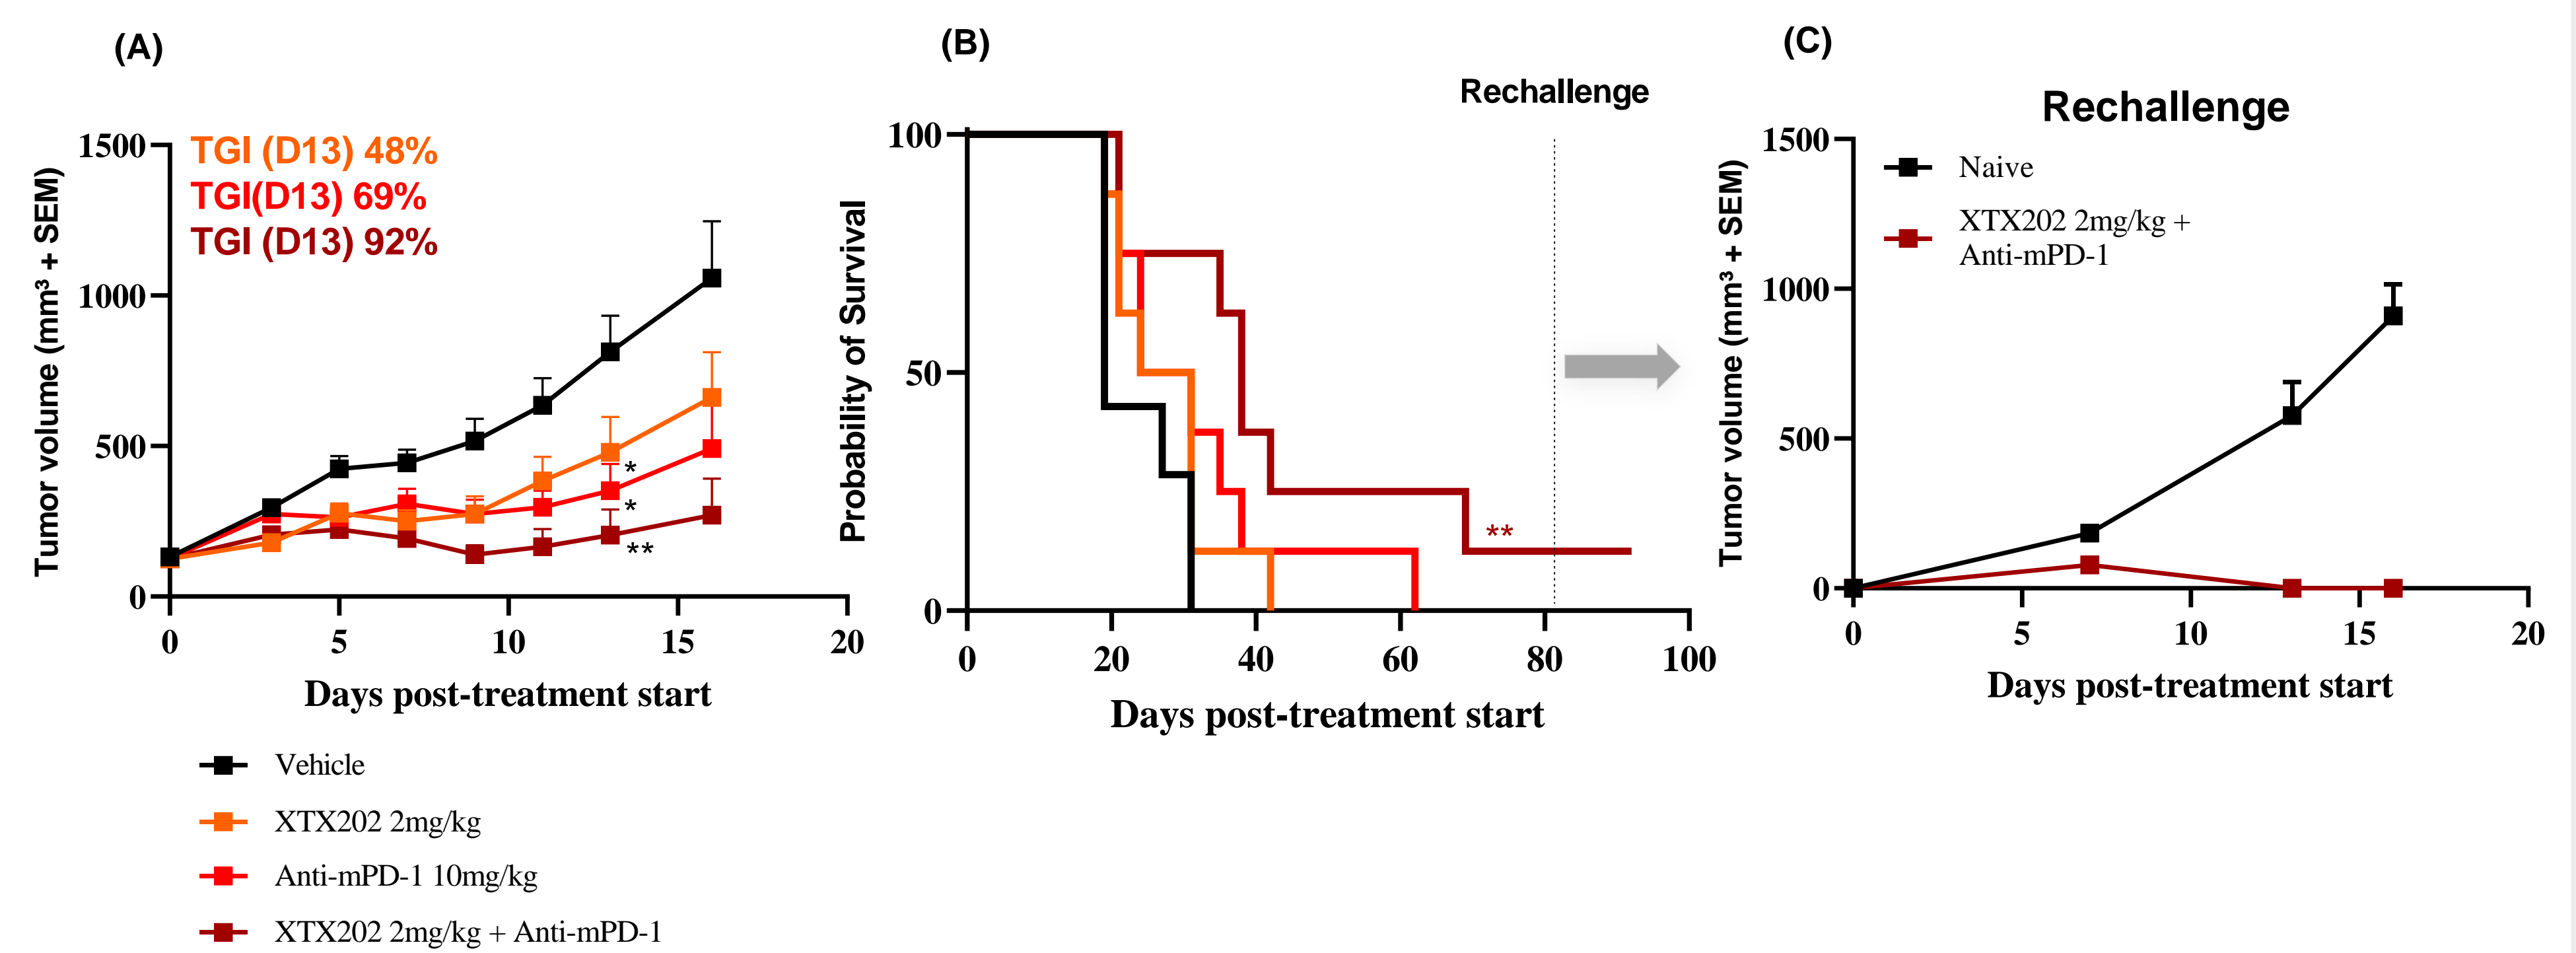 (A)
TGI (D13) 48%
TGI(D13) 69%
TGI (D13) 92%
Tumor volume (mm³ + SEM)
1500
1000
500
0
*
*
**
0 5 10 15 20
Days post-treatment start
Vehicle
XTX202 2mg/kg
Anti-mPD-1 10mg/kg
XTX202 2mg/kg + Anti-mPD-1
(B)
Rechallenge
Probability of Survival
100
50
0
**
0 20 40 60 80 100
Days post-treatment start
(C)
Rechallenge
Naive
XTX202 2mg/kg +
Anti-mPD-1
Tumor volume (mm³ + SEM)
1500
1000
500
0
0 5 10 15 20
Days post-treatment start